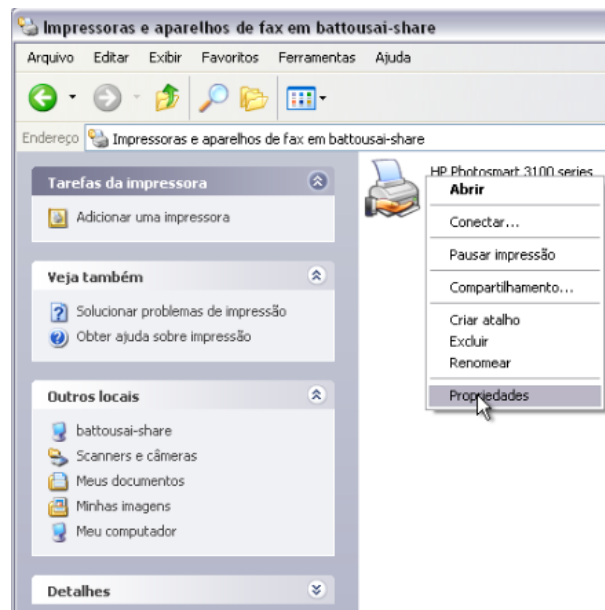 Impressoras e aparelhos de fax em battousai-share
Arquivo Editar Exibir Favoritos Ferramentas Ajuda
Endereço Impressoras e aparelhos de fax em battousai-share
Tarefas da impressora
Adicionar uma impressora
Veja também
Solucionar problemas de impressão
Obter ajuda sobre impressão
Outros locais
battousai-share
Scanners e câmeras
Meus documentos
Minhas imagens
Meu computador
Detalhes
HP Photosmart 3100 series
Abrir
Conectar...
Pausar impressão
Compartilhamento...
Criar atalho
Excluir
Renomear
Propriedades